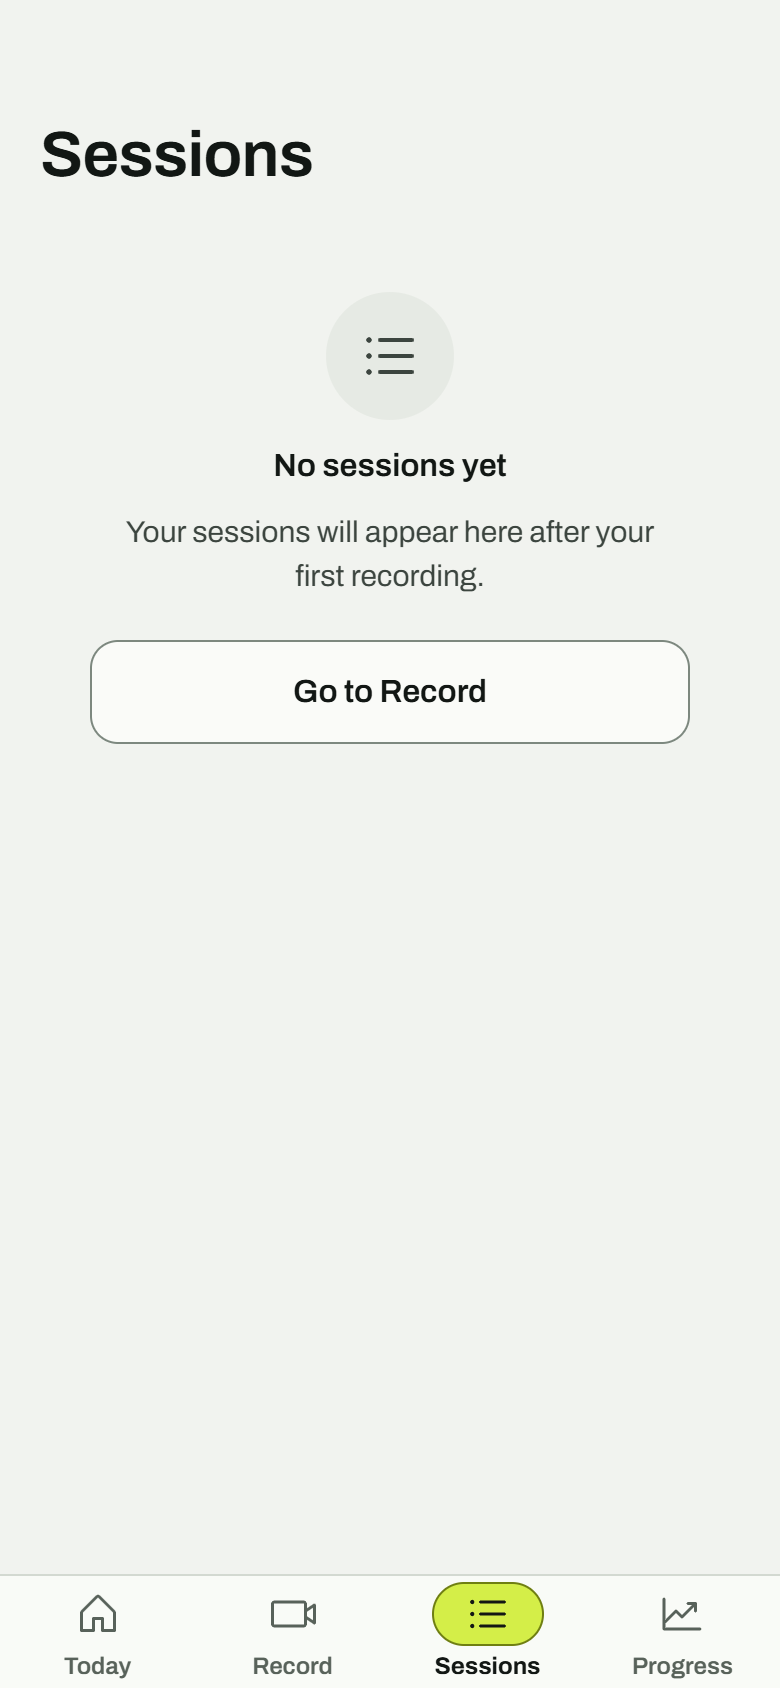 Sessions
No sessions yet
Your sessions will appear here after your
first recording.
Go to Record
Today
Record
Sessions
Progress